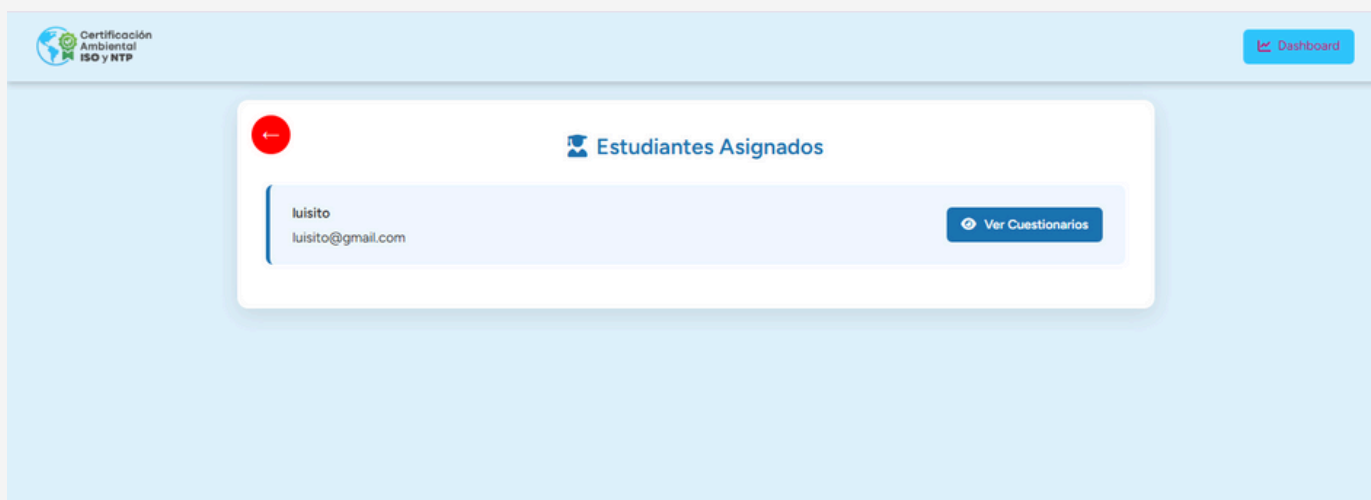 Certificación
Ambiental
ISO y NTP
Dashboard
Estudiantes Asignados
luisito
luisito@gmail.com
Ver Cuestionarios